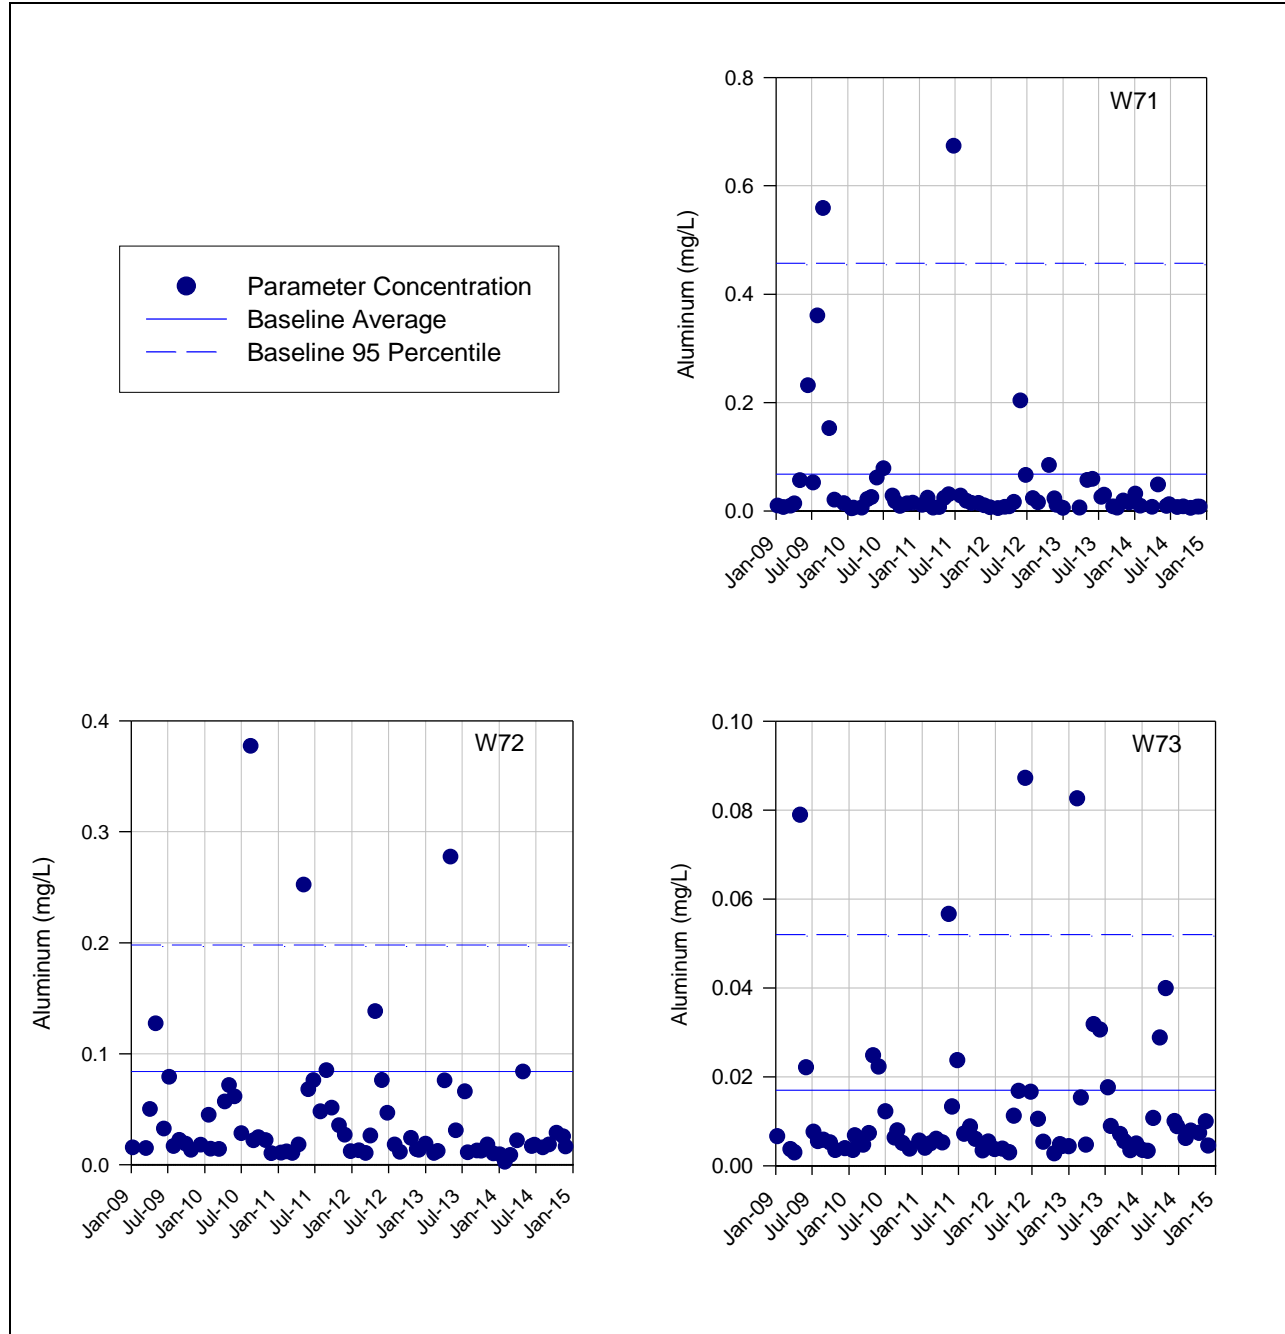 W71
0.8
0.6
0.4
0.2
0.0
Aluminum (mg/L)
Jan-09
Jul-09
Jan-10
Jul-10
Jan-11
Jul-11
Jan-12
Jul-12
Jan-13
Jul-13
Jan-14
Jul-14
Jan-15
Parameter Concentration
Baseline Average
Baseline 95 Percentile
W72
0.4
0.3
0.2
0.1
0.0
Aluminum (mg/L)
Jan-09
Jul-09
Jan-10
Jul-10
Jan-11
Jul-11
Jan-12
Jul-12
Jan-13
Jul-13
Jan-14
Jul-14
Jan-15
W73
0.10
0.08
0.06
0.04
0.02
0.00
Aluminum (mg/L)
Jan-09
Jul-09
Jan-10
Jul-10
Jan-11
Jul-11
Jan-12
Jul-12
Jan-13
Jul-13
Jan-14
Jul-14
Jan-15